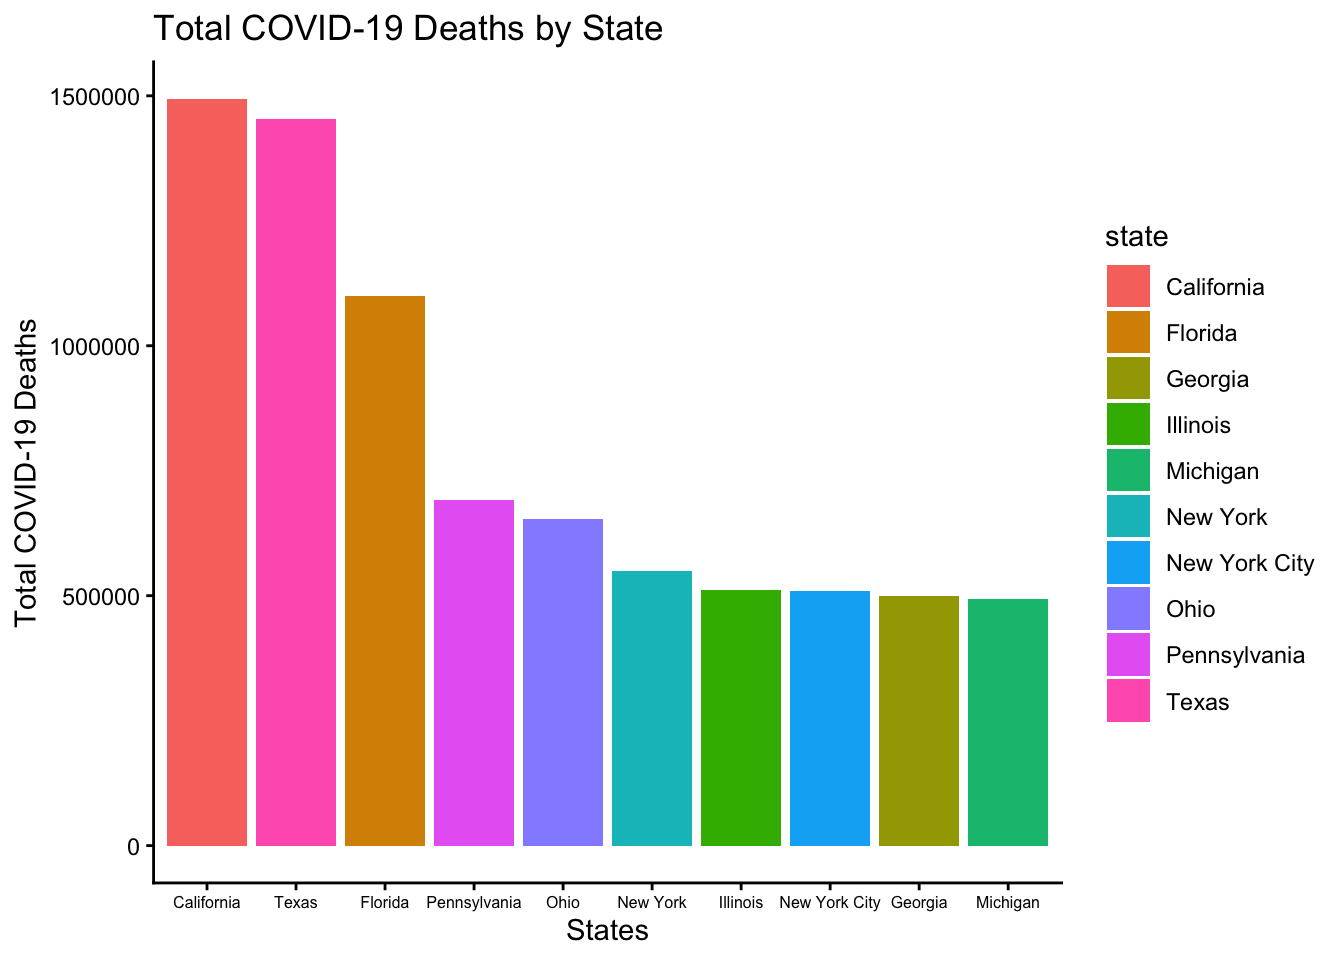 Total COVID-19 Deaths by State
Total COVID-19 Deaths
1500000
1000000
500000
0
California Texas Florida Pennsylvania Ohio New York Illinois New York City Georgia Michigan
States
state
California
Florida
Georgia
Illinois
Michigan
New York
New York City
Ohio
Pennsylvania
Texas